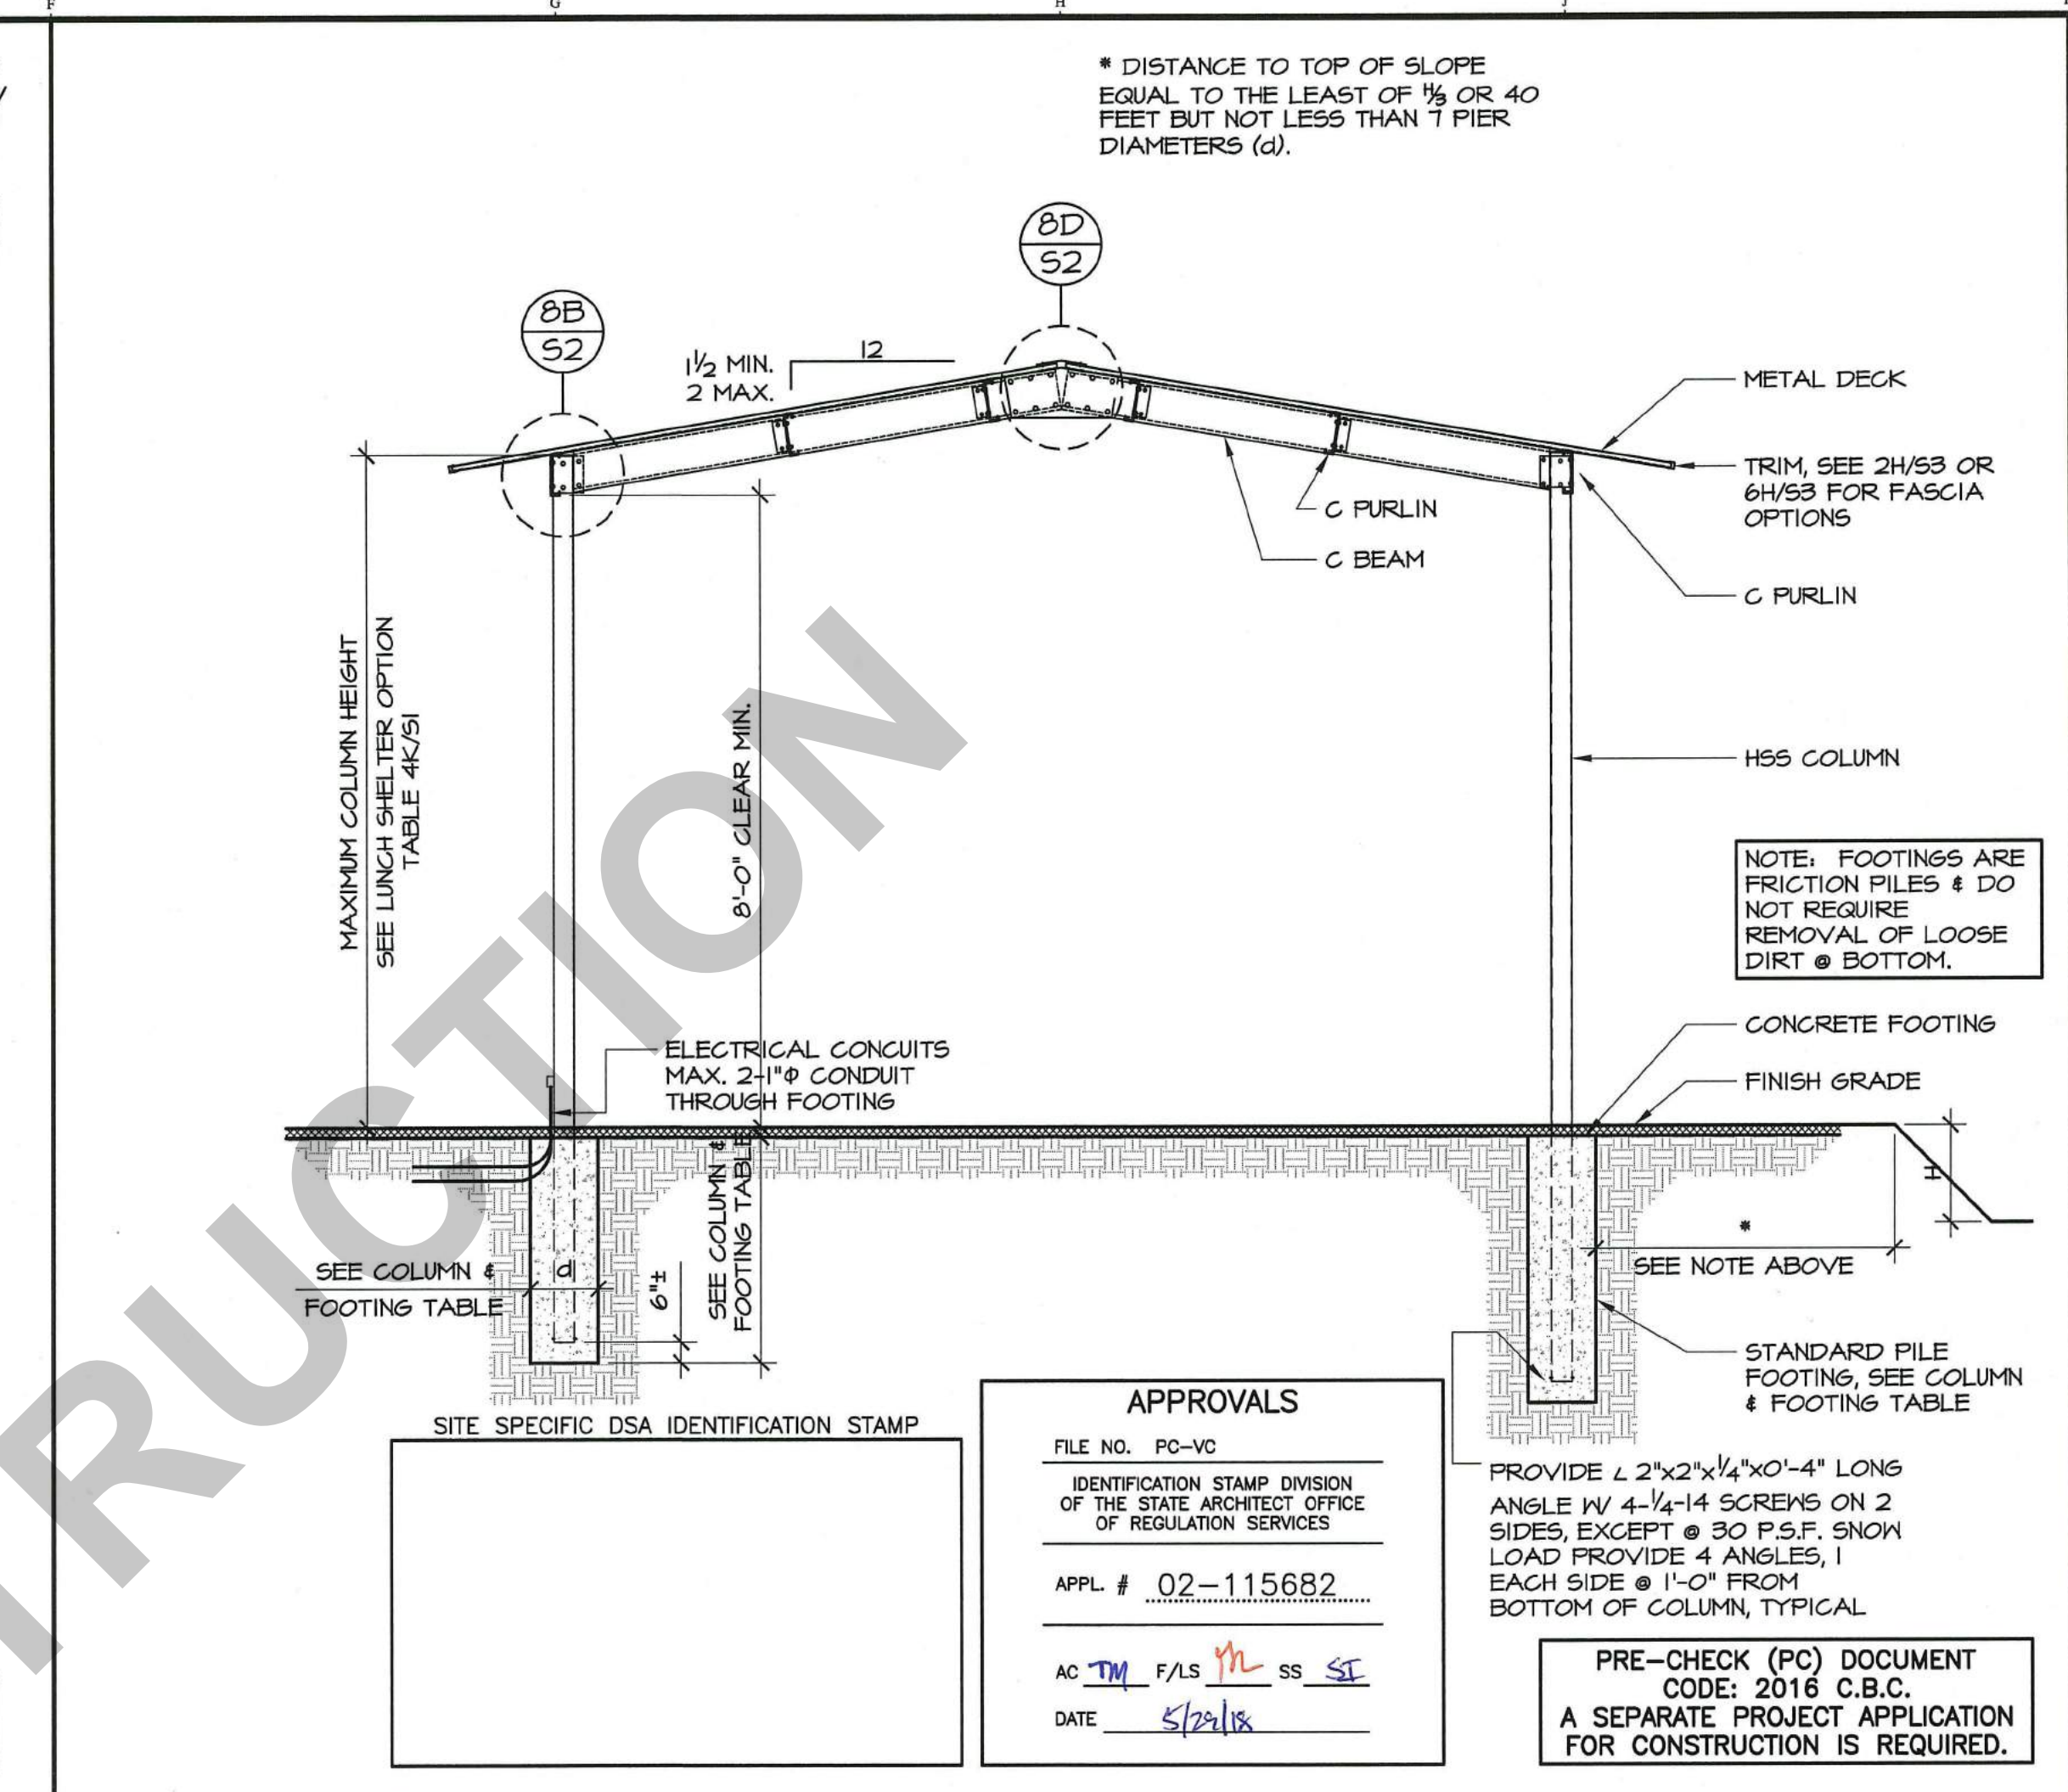 F G H J
* DISTANCE TO TOP OF SLOPE
EQUAL TO THE LEAST OF H/3 OR 40
FEET BUT NOT LESS THAN 7 PIER
DIAMETERS (d).
8D
S2
8B
S2
1½ MIN.
2 MAX.
12
METAL DECK
TRIM, SEE 2H/S3 OR
6H/S3 FOR FASCIA
OPTIONS
C PURLIN
C BEAM
C PURLIN
MAXIMUM COLUMN HEIGHT
SEE LUNCH SHELTER OPTION
TABLE 4K/S1
8'-0" CLEAR MIN.
HSS COLUMN
NOTE: FOOTINGS ARE
FRICTION PILES & DO
NOT REQUIRE
REMOVAL OF LOOSE
DIRT @ BOTTOM.
CONCRETE FOOTING
FINISH GRADE
ELECTRICAL CONCUITS
MAX. 2-1"Φ CONDUIT
THROUGH FOOTING
H
*
SEE NOTE ABOVE
SEE COLUMN &
FOOTING TABLE
d
6"±
SEE COLUMN &
FOOTING TABLE
STANDARD PILE
FOOTING, SEE COLUMN
& FOOTING TABLE
PROVIDE ∠ 2"x2"x¼"x0'-4" LONG
ANGLE W/ 4-¼-14 SCREWS ON 2
SIDES, EXCEPT @ 30 P.S.F. SNOW
LOAD PROVIDE 4 ANGLES, 1
EACH SIDE @ 1'-0" FROM
BOTTOM OF COLUMN, TYPICAL
SITE SPECIFIC DSA IDENTIFICATION STAMP
APPROVALS
FILE NO. PC-VC
IDENTIFICATION STAMP DIVISION
OF THE STATE ARCHITECT OFFICE
OF REGULATION SERVICES
APPL. # 02-115682
AC TM F/LS SS SI
DATE 5/29/18
PRE-CHECK (PC) DOCUMENT
CODE: 2016 C.B.C.
A SEPARATE PROJECT APPLICATION
FOR CONSTRUCTION IS REQUIRED.
TRUCTION